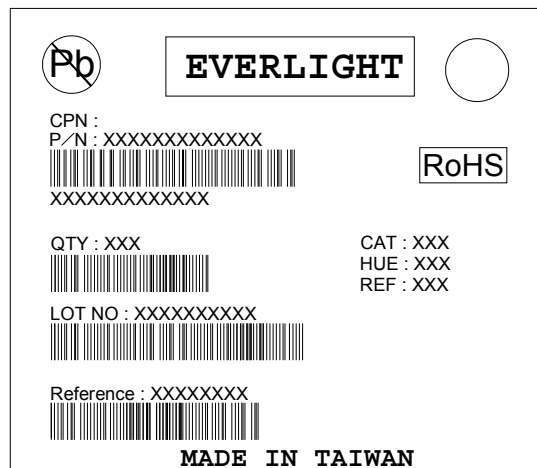 Pb
EVERLIGHT
CPN :
P/N : XXXXXXXXXXXXX
RoHS
XXXXXXXXXXXXX
QTY : XXX
CAT : XXX
HUE : XXX
REF : XXX
LOT NO : XXXXXXXXXX
Reference : XXXXXXXX
MADE IN TAIWAN